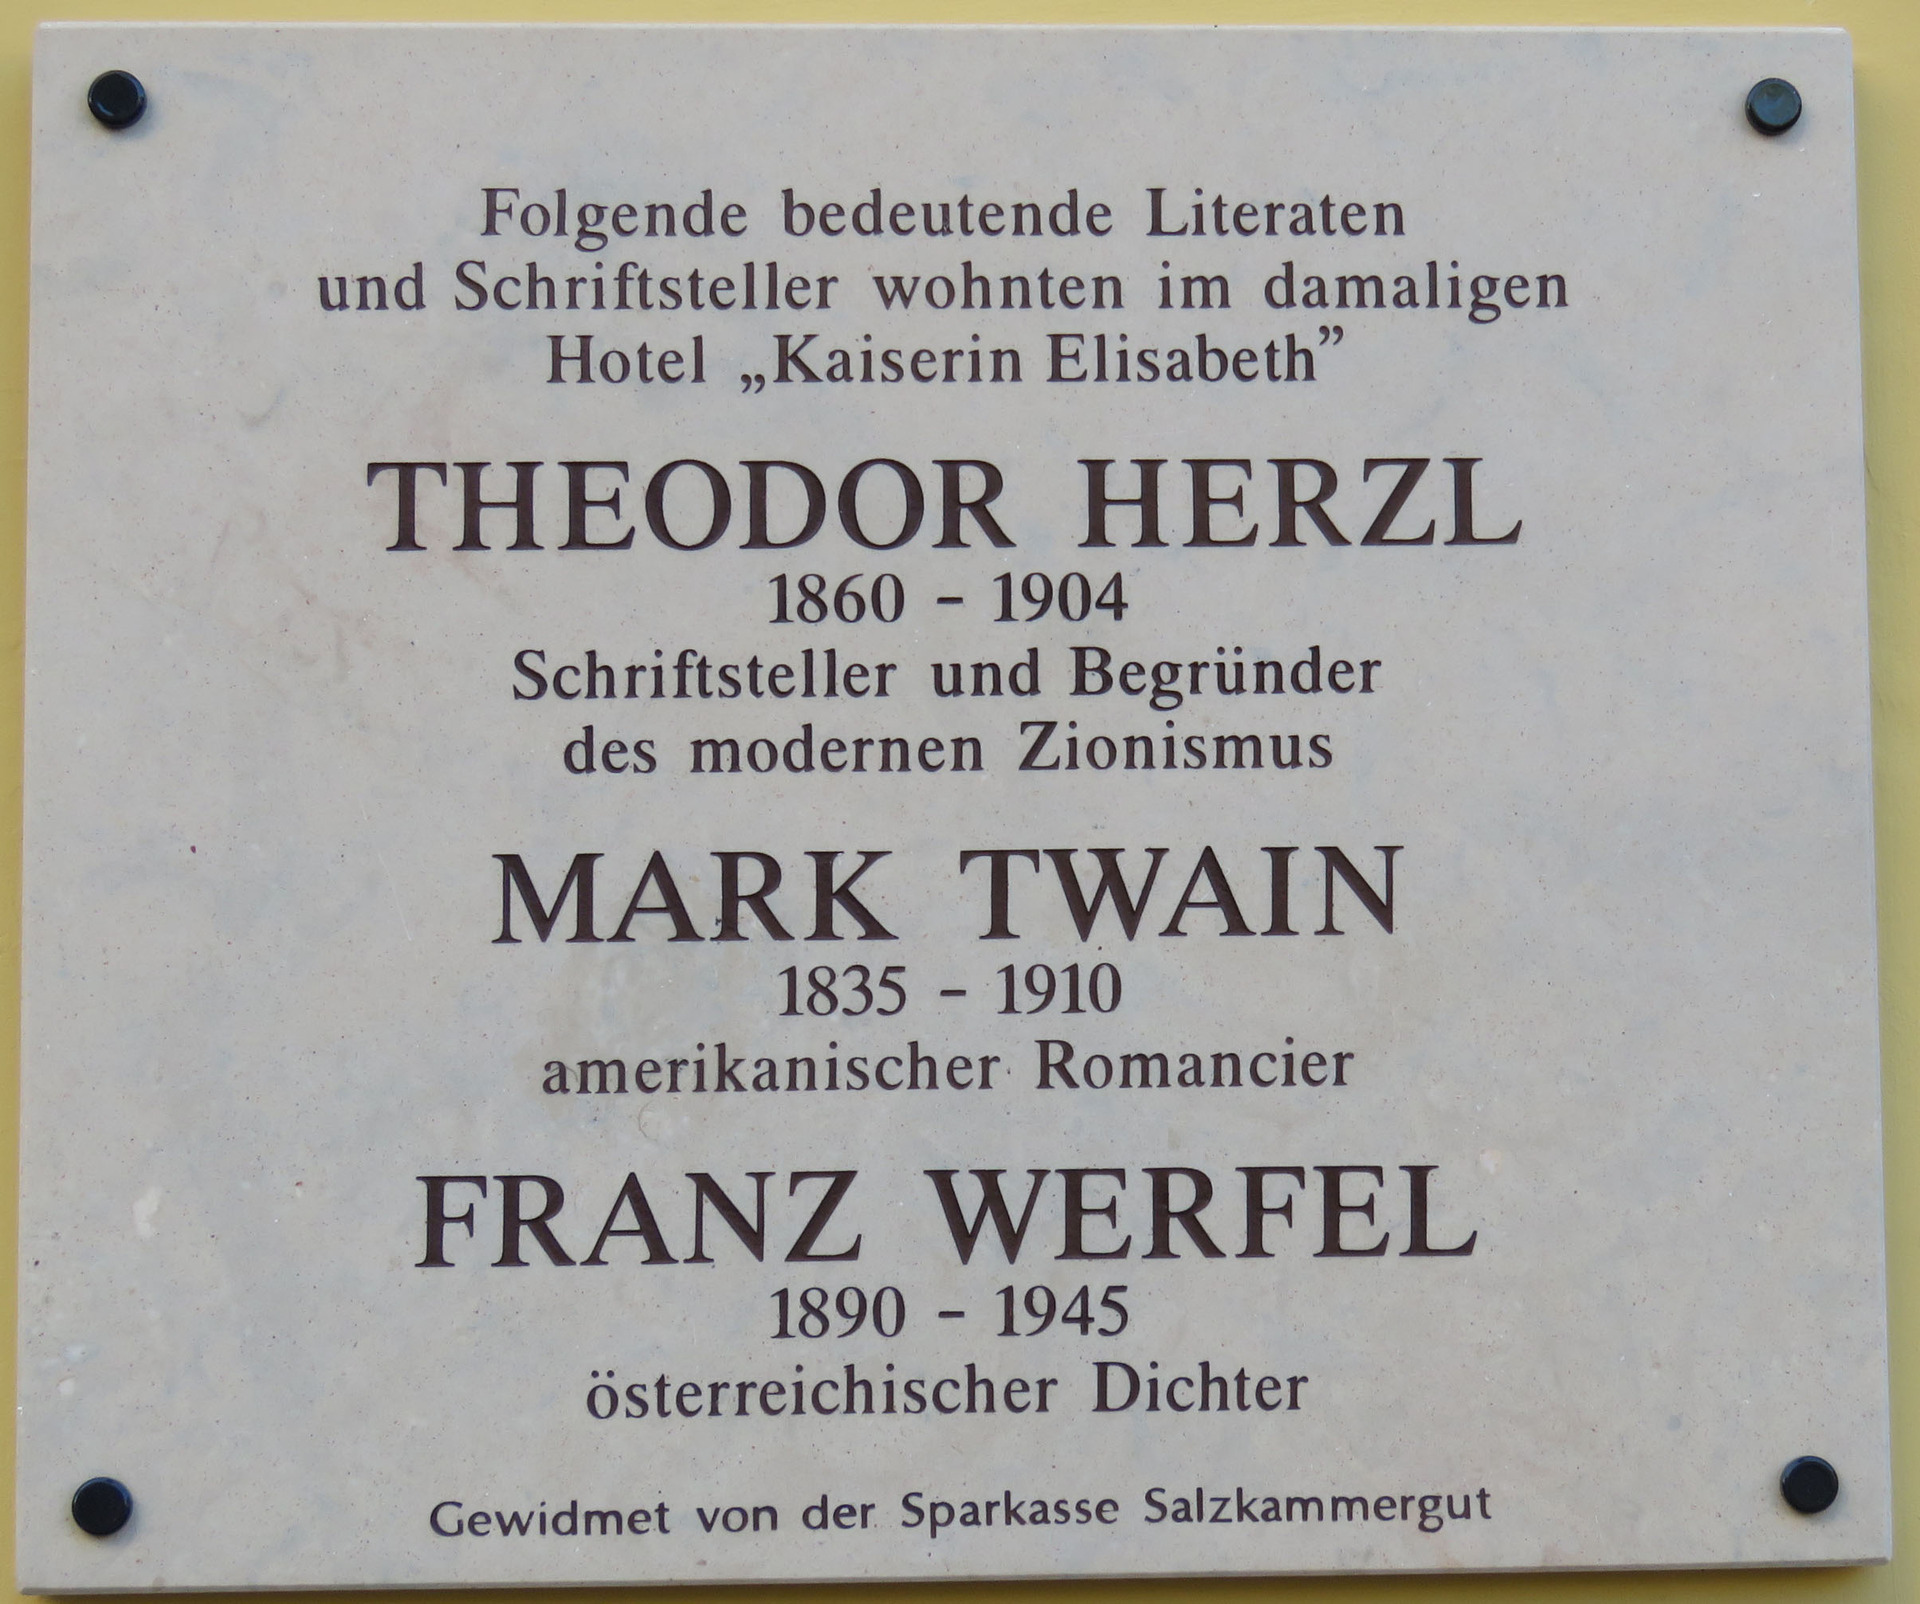 Folgende bedeutende Literaten
und Schriftsteller wohnten im damaligen
Hotel „Kaiserin Elisabeth”
THEODOR HERZL
1860 – 1904
Schriftsteller und Begründer
des modernen Zionismus
MARK TWAIN
1835 – 1910
amerikanischer Romancier
FRANZ WERFEL
1890 – 1945
österreichischer Dichter
Gewidmet von der Sparkasse Salzkammergut